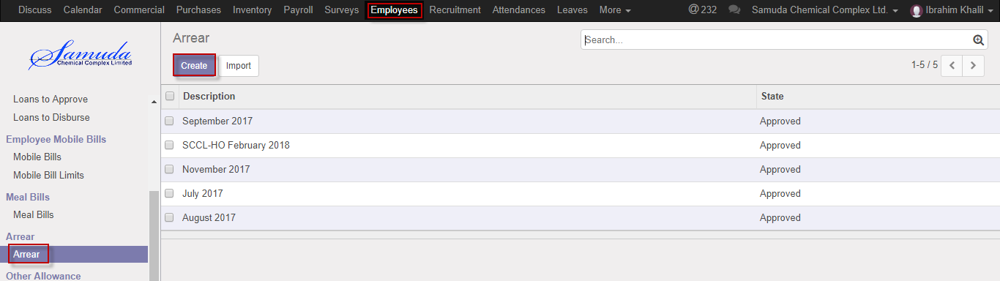 Discuss Calendar Commercial Purchases Inventory Payroll Surveys Employees Recruitment Attendances Leaves More @ 232 Samuda Chemical Complex Ltd. Ibrahim Khalil
Samuda
Chemical Complex Limited
Loans to Approve
Loans to Disburse
Employee Mobile Bills
Mobile Bills
Mobile Bill Limits
Meal Bills
Meal Bills
Arrear
Arrear
Other Allowance
Arrear
Search...
Create Import
1-5 / 5
Description State
September 2017 Approved
SCCL-HO February 2018 Approved
November 2017 Approved
July 2017 Approved
August 2017 Approved